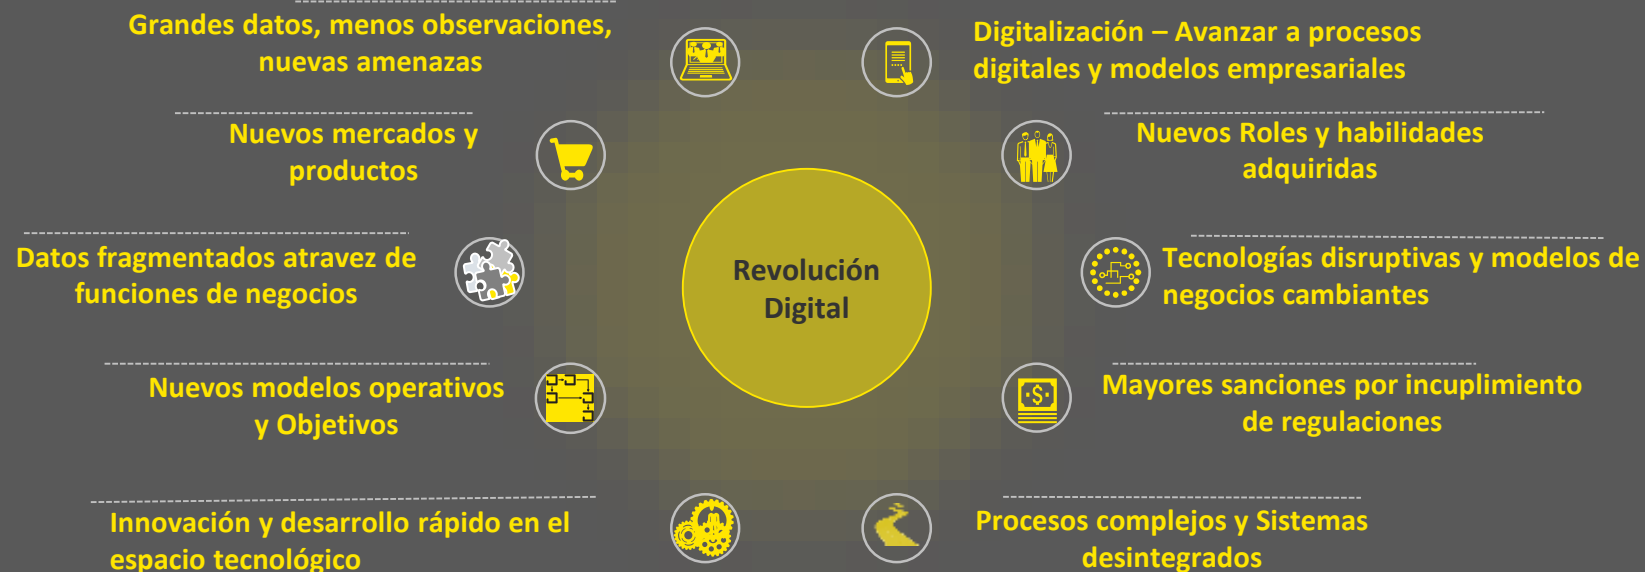 Grandes datos, menos observaciones,
nuevas amenazas
Nuevos mercados y
productos
Datos fragmentados atravez de
funciones de negocios
Nuevos modelos operativos
y Objetivos
Innovación y desarrollo rápido en el
espacio tecnológico
Revolución
Digital
Digitalización – Avanzar a procesos
digitales y modelos empresariales
Nuevos Roles y habilidades
adquiridas
Tecnologías disruptivas y modelos de
negocios cambiantes
$
Mayores sanciones por incuplimiento
de regulaciones
Procesos complejos y Sistemas
desintegrados